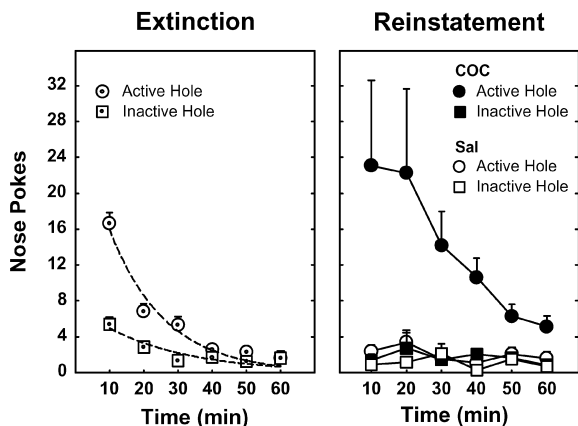 Extinction
Reinstatement
Nose Pokes
32
28
24
20
16
12
8
4
0
Active Hole
Inactive Hole
10 20 30 40 50 60
Time (min)
COC
Active Hole
Inactive Hole
Sal
Active Hole
Inactive Hole
10 20 30 40 50 60
Time (min)